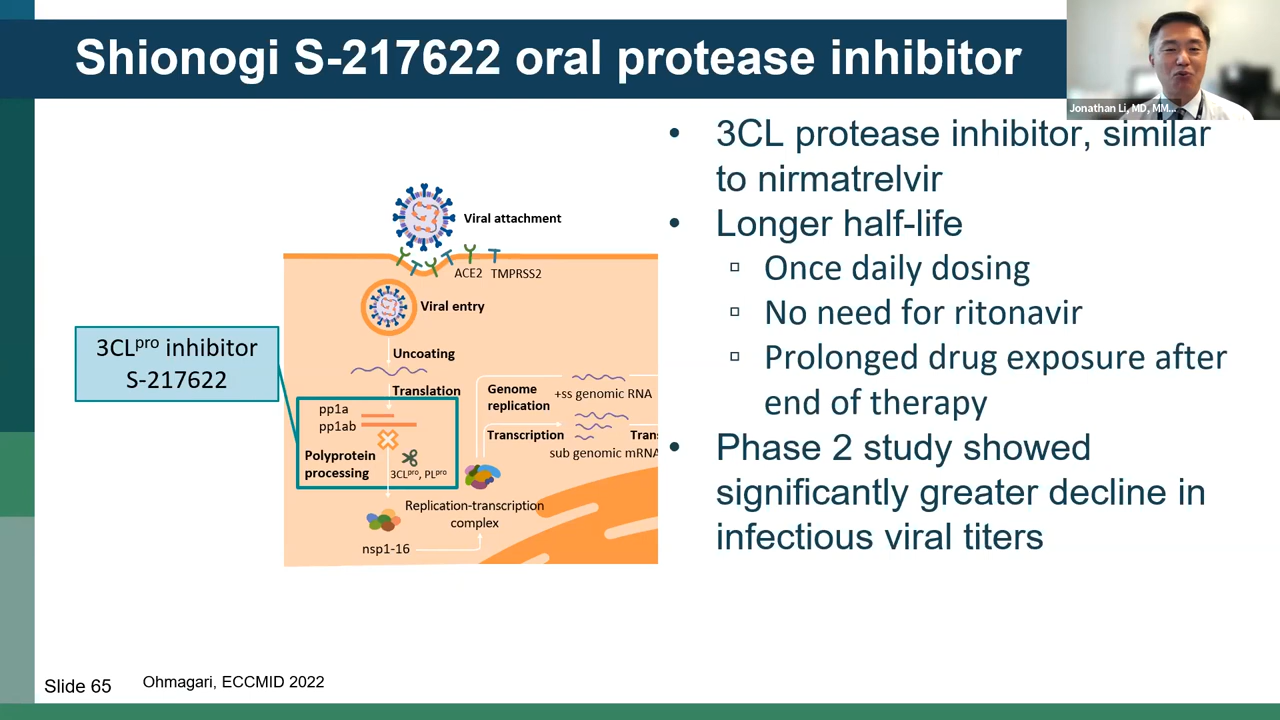 Shionogi S-217622 oral protease inhibitor
Jonathan Li, MD, MM...
• 3CL protease inhibitor, similar
to nirmatrelvir
• Longer half-life
▫ Once daily dosing
▫ No need for ritonavir
▫ Prolonged drug exposure after
end of therapy
• Phase 2 study showed
significantly greater decline in
infectious viral titers
Viral attachment
ACE2 TMPRSS2
Viral entry
Uncoating
Translation
pp1a
pp1ab
Polyprotein
processing
3CLpro, PLpro
3CLpro inhibitor
S-217622
Genome
replication
+ss genomic RNA
Transcription
Trans
sub genomic mRNA
Replication-transcription
complex
nsp1-16
Slide 65
Ohmagari, ECCMID 2022